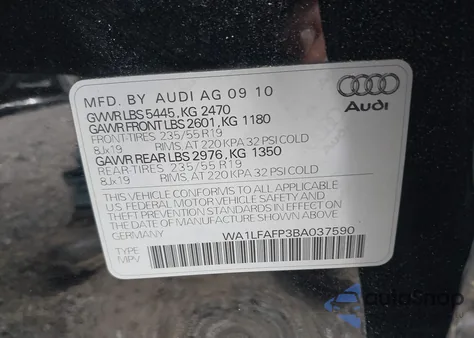 MFD. BY AUDI AG 09 10
GVWR LBS 5445, KG 2470
GAWR FRONT LBS 2601, KG 1180
FRONT-TIRES 235/55 R19
8Jx19 RIMS, AT 220 KPA 32 PSI COLD
GAWR REAR LBS 2976, KG 1350
REAR-TIRES 235/55 R19
8Jx19 RIMS, AT 220 KPA 32 PSI COLD
THIS VEHICLE CONFORMS TO ALL APPLICABLE
U.S. FEDERAL MOTOR VEHICLE SAFETY AND
THEFT PREVENTION STANDARDS IN EFFECT ON
THE DATE OF MANUFACTURE SHOWN ABOVE.
GERMANY WA1LFAFP3BA037590
TYPE
MPV
Audi
autoSnap